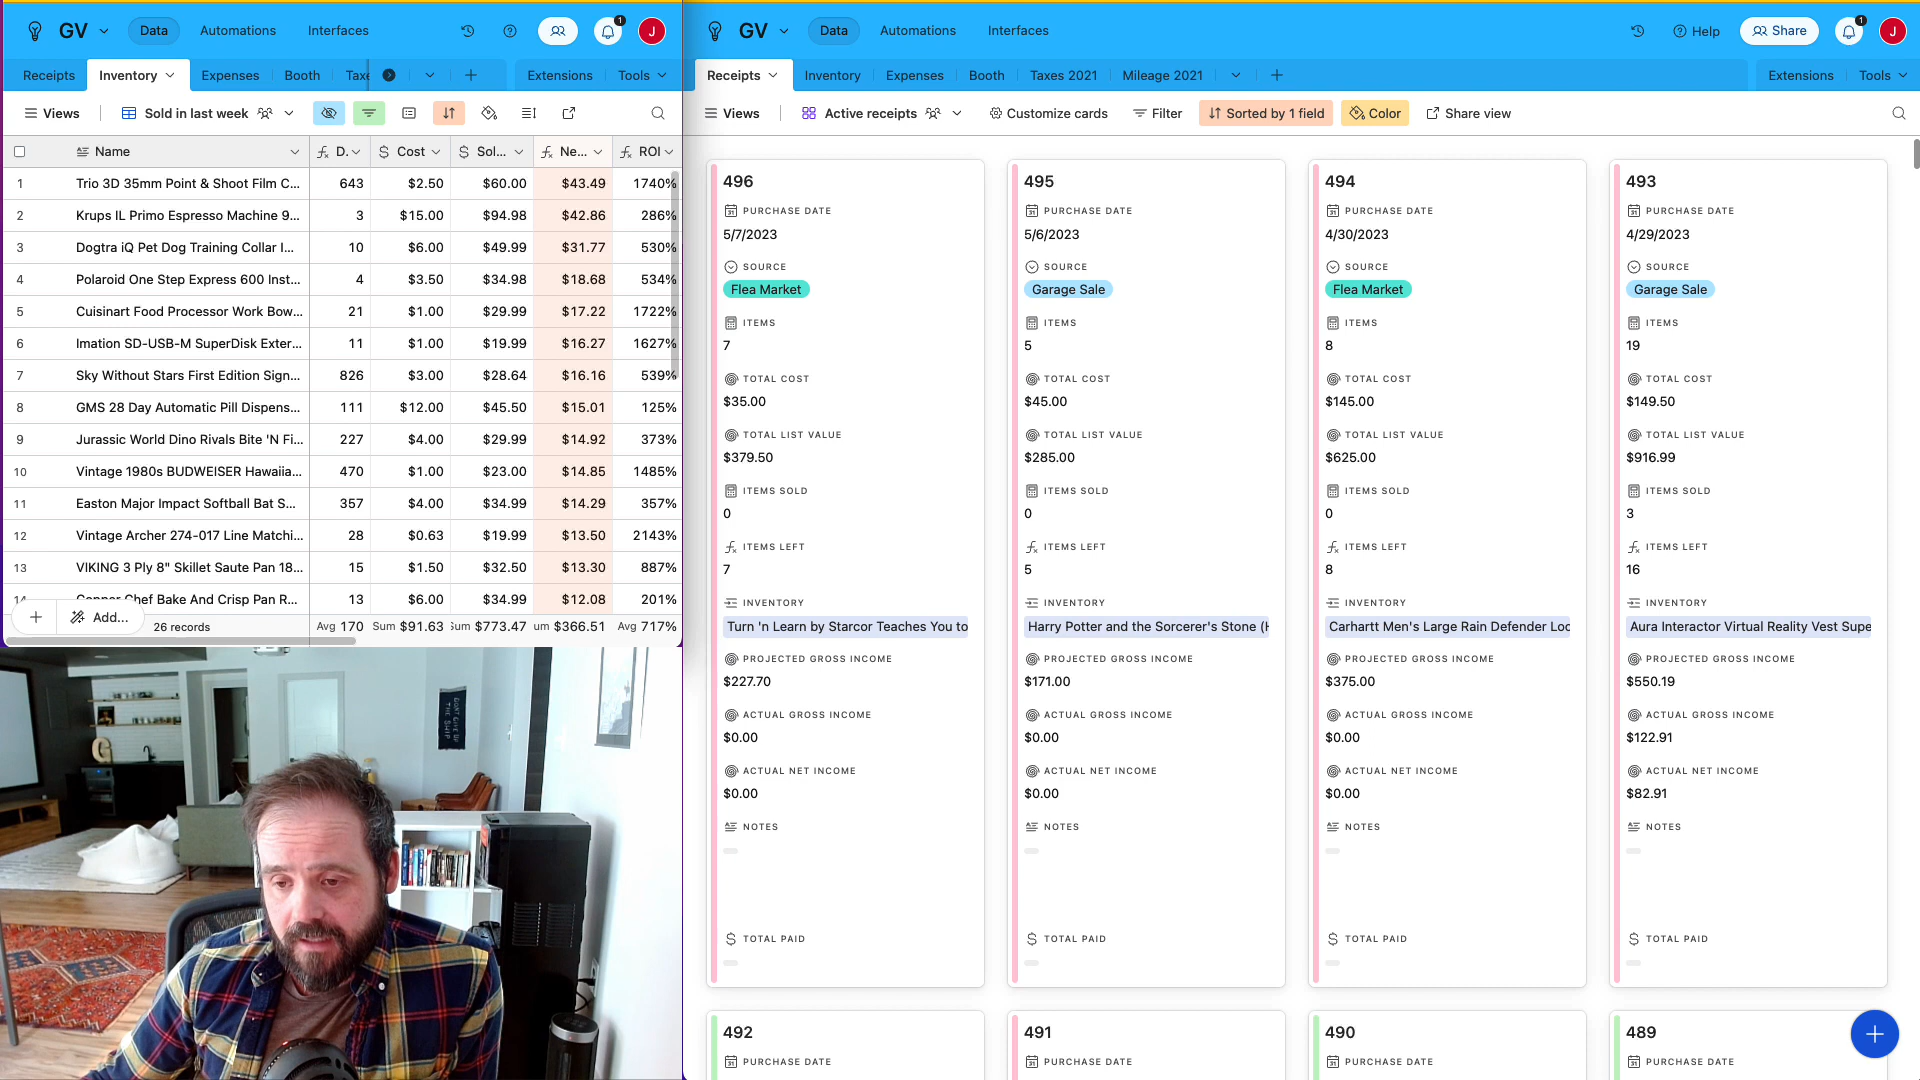 GV
Data
Automations
Interfaces
1
J
Receipts
Inventory
Expenses
Booth
Taxe
Extensions
Tools
Views
Sold in last week
Name
D..
Cost
Sol...
Ne...
ROI
1 Trio 3D 35mm Point & Shoot Film C... 643 $2.50 $60.00 $43.49 1740%
2 Krups IL Primo Espresso Machine 9... 3 $15.00 $94.98 $42.86 286%
3 Dogtra iQ Pet Dog Training Collar I... 10 $6.00 $49.99 $31.77 530%
4 Polaroid One Step Express 600 Inst... 4 $3.50 $34.98 $18.68 534%
5 Cuisinart Food Processor Work Bow... 21 $1.00 $29.99 $17.22 1722%
6 Imation SD-USB-M SuperDisk Exter... 11 $1.00 $19.99 $16.27 1627%
7 Sky Without Stars First Edition Sign... 826 $3.00 $28.64 $16.16 539%
8 GMS 28 Day Automatic Pill Dispens... 111 $12.00 $45.50 $15.01 125%
9 Jurassic World Dino Rivals Bite 'N Fi... 227 $4.00 $29.99 $14.92 373%
10 Vintage 1980s BUDWEISER Hawaiia... 470 $1.00 $23.00 $14.85 1485%
11 Easton Major Impact Softball Bat S... 357 $4.00 $34.99 $14.29 357%
12 Vintage Archer 274-017 Line Matchi... 28 $0.63 $19.99 $13.50 2143%
13 VIKING 3 Ply 8" Skillet Saute Pan 18... 15 $1.50 $32.50 $13.30 887%
14 Copper Chef Bake And Crisp Pan R... 13 $6.00 $34.99 $12.08 201%
Add...
26 records
Avg 170
Sum $91.63
Sum $773.47
um $366.51
Avg 717%
DONT GIVE UP
THE SHIP
G
GV
Data
Automations
Interfaces
Help
Share
1
J
Receipts
Inventory
Expenses
Booth
Taxes 2021
Mileage 2021
Extensions
Tools
Views
Active receipts
Customize cards
Filter
Sorted by 1 field
Color
Share view
496
PURCHASE DATE
5/7/2023
SOURCE
Flea Market
ITEMS
7
TOTAL COST
$35.00
TOTAL LIST VALUE
$379.50
ITEMS SOLD
0
ITEMS LEFT
7
INVENTORY
Turn 'n Learn by Starcor Teaches You to
PROJECTED GROSS INCOME
$227.70
ACTUAL GROSS INCOME
$0.00
ACTUAL NET INCOME
$0.00
NOTES
TOTAL PAID
495
PURCHASE DATE
5/6/2023
SOURCE
Garage Sale
ITEMS
5
TOTAL COST
$45.00
TOTAL LIST VALUE
$285.00
ITEMS SOLD
0
ITEMS LEFT
5
INVENTORY
Harry Potter and the Sorcerer's Stone (H
PROJECTED GROSS INCOME
$171.00
ACTUAL GROSS INCOME
$0.00
ACTUAL NET INCOME
$0.00
NOTES
TOTAL PAID
494
PURCHASE DATE
4/30/2023
SOURCE
Flea Market
ITEMS
8
TOTAL COST
$145.00
TOTAL LIST VALUE
$625.00
ITEMS SOLD
0
ITEMS LEFT
8
INVENTORY
Carhartt Men's Large Rain Defender Loo
PROJECTED GROSS INCOME
$375.00
ACTUAL GROSS INCOME
$0.00
ACTUAL NET INCOME
$0.00
NOTES
TOTAL PAID
493
PURCHASE DATE
4/29/2023
SOURCE
Garage Sale
ITEMS
19
TOTAL COST
$149.50
TOTAL LIST VALUE
$916.99
ITEMS SOLD
3
ITEMS LEFT
16
INVENTORY
Aura Interactor Virtual Reality Vest Supe
PROJECTED GROSS INCOME
$550.19
ACTUAL GROSS INCOME
$122.91
ACTUAL NET INCOME
$82.91
NOTES
TOTAL PAID
492
PURCHASE DATE
491
PURCHASE DATE
490
PURCHASE DATE
489
PURCHASE DATE